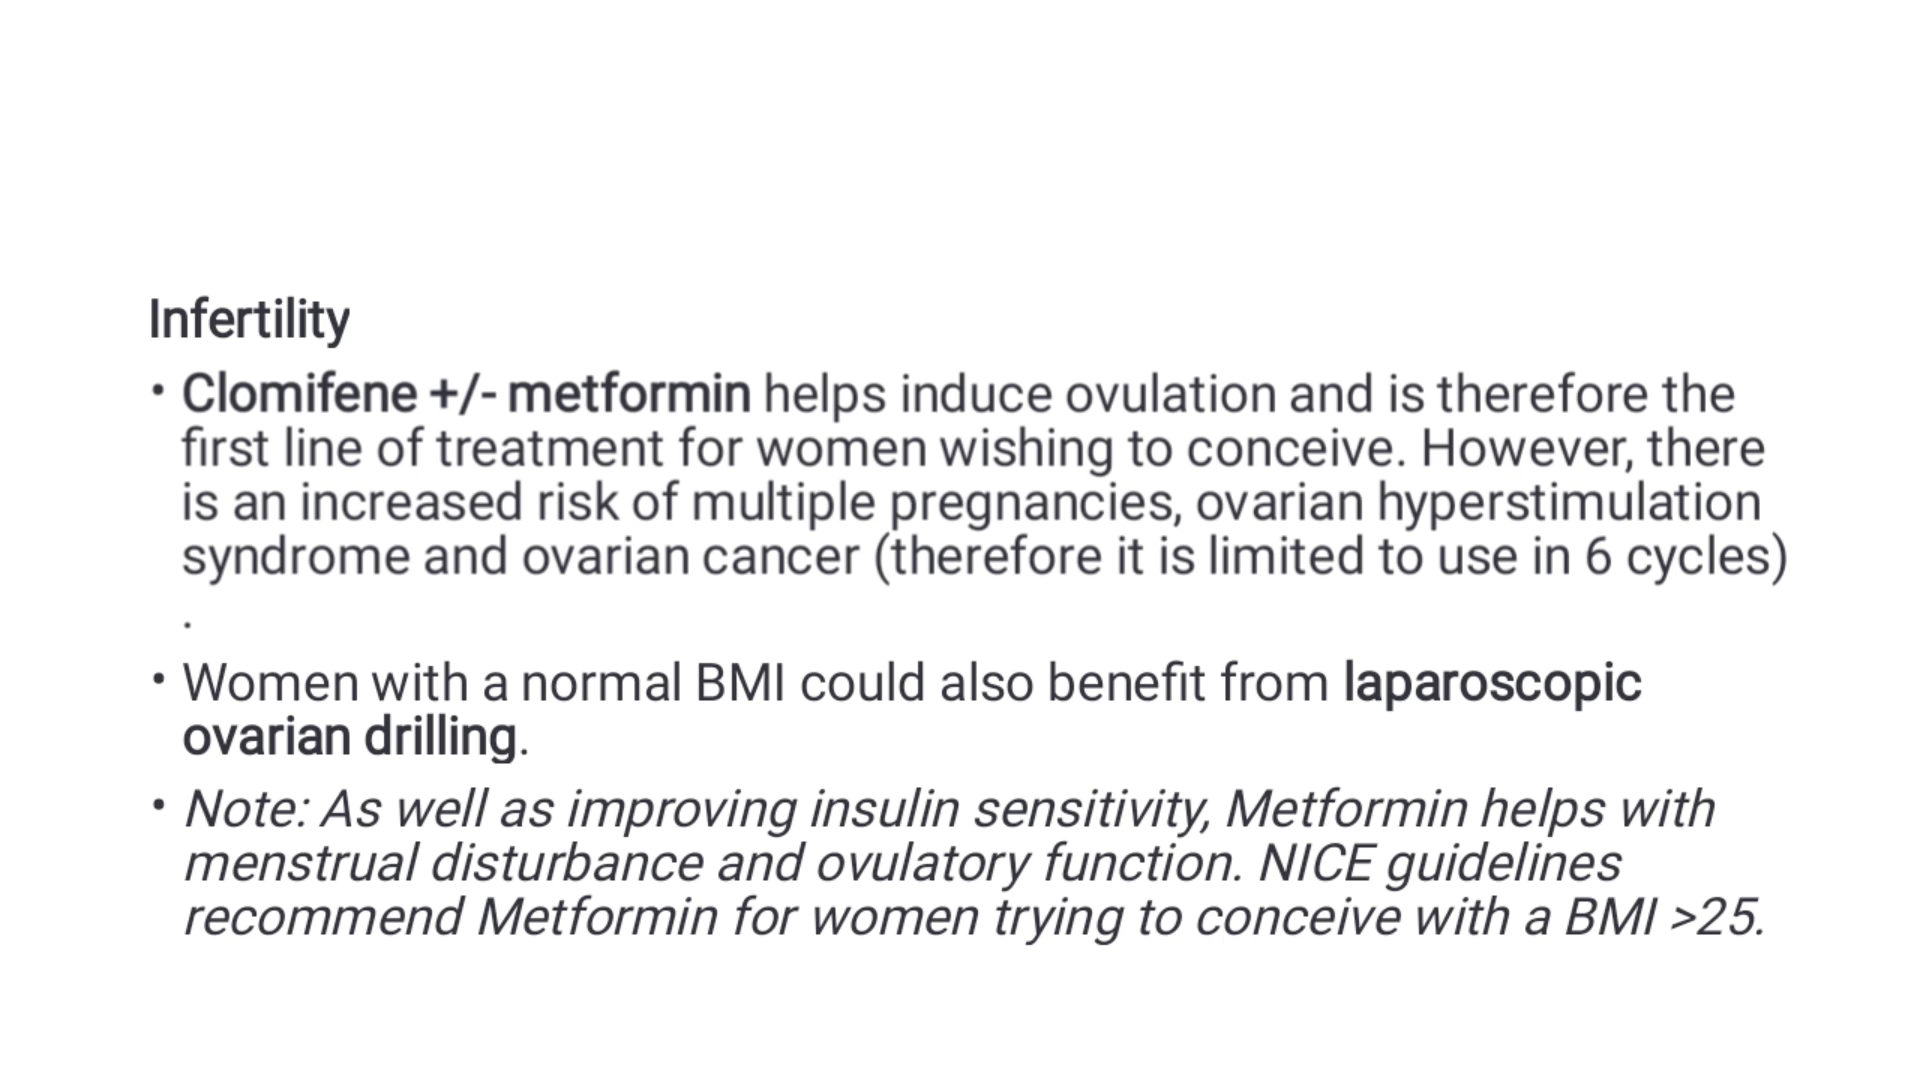 Infertility
• Clomifene +/- metformin helps induce ovulation and is therefore the
first line of treatment for women wishing to conceive. However, there
is an increased risk of multiple pregnancies, ovarian hyperstimulation
syndrome and ovarian cancer (therefore it is limited to use in 6 cycles)
.
• Women with a normal BMI could also benefit from laparoscopic
ovarian drilling.
• Note: As well as improving insulin sensitivity, Metformin helps with
menstrual disturbance and ovulatory function. NICE guidelines
recommend Metformin for women trying to conceive with a BMI >25.